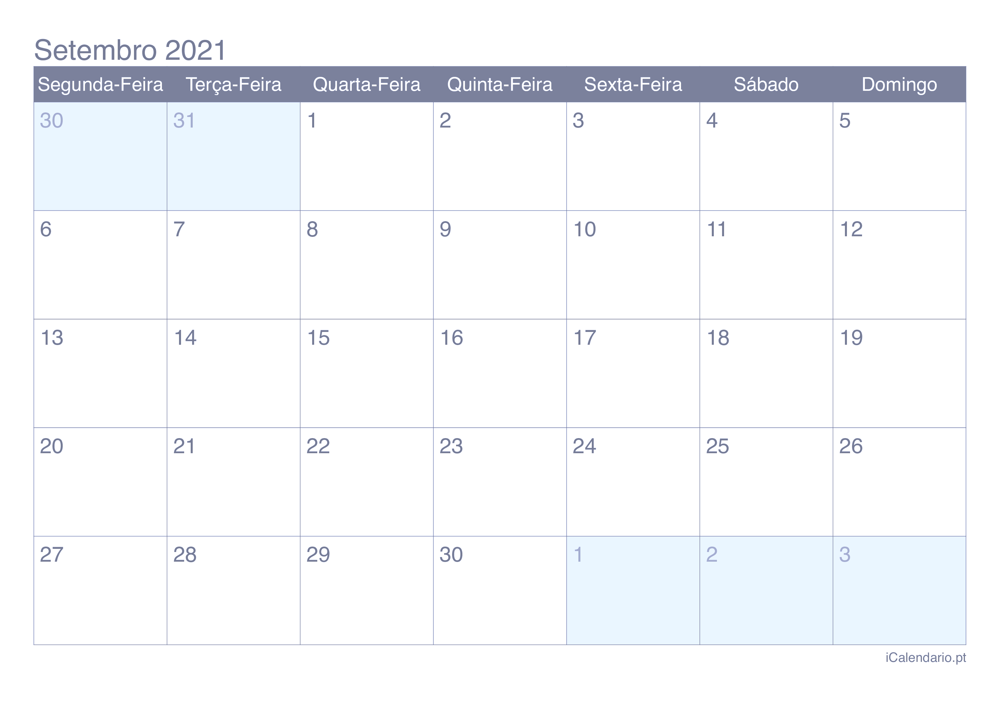 Setembro 2021
Segunda-Feira Terça-Feira Quarta-Feira Quinta-Feira Sexta-Feira Sábado Domingo
30 31 1 2 3 4 5
6 7 8 9 10 11 12
13 14 15 16 17 18 19
20 21 22 23 24 25 26
27 28 29 30 1 2 3
iCalendario.pt